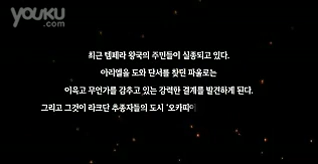 YOUKU
youku.com
최근 템페라 왕국의 주민들이 실종되고 있다.
아리엘을 도와 단서를 찾던 파울로는
이윽고 무언가를 감추고 있는 강력한 결계를 발견하게 된다.
그리고 그것이 라크단 추종자들의 도시 '오카